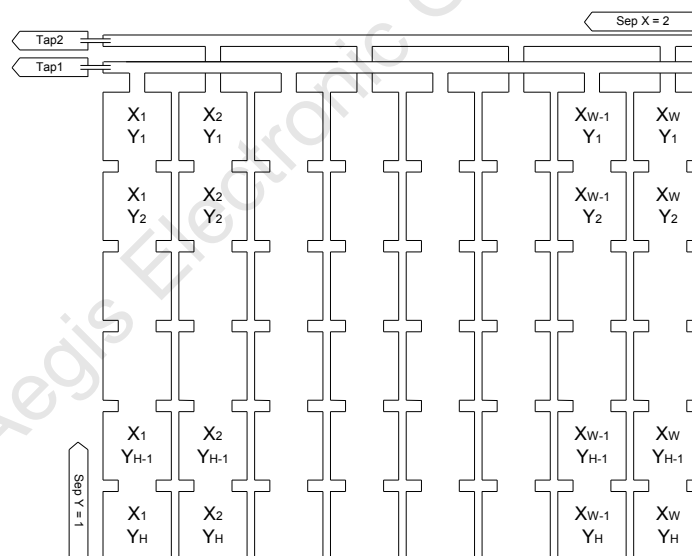 Sep X = 2
Tap2
Tap1
X1 X2 XW-1 XW
Y1 Y1 Y1 Y1
X1 X2 XW-1 XW
Y2 Y2 Y2 Y2
X1 X2 XW-1 XW
YH-1 YH-1 YH-1 YH-1
Sep Y = 1
X1 X2 XW-1 XW
YH YH YH YH
Aegis Electronic